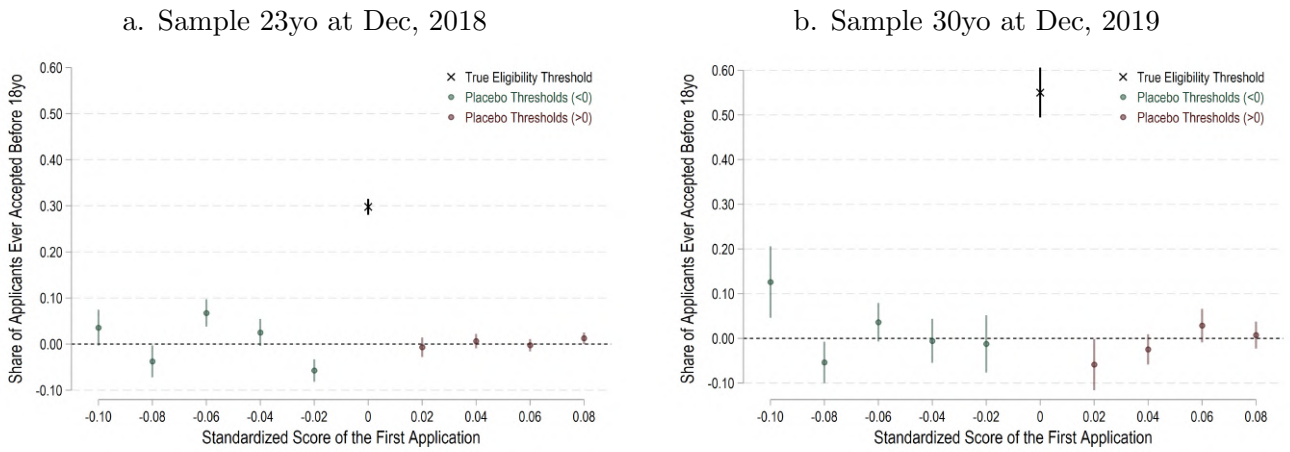 a. Sample 23yo at Dec, 2018
Share of Applicants Ever Accepted Before 18yo
0.60
0.50
0.40
0.30
0.20
0.10
0.00
-0.10
× True Eligibility Threshold
Placebo Thresholds (<0)
Placebo Thresholds (>0)
-0.10 -0.08 -0.06 -0.04 -0.02 0 0.02 0.04 0.06 0.08
Standardized Score of the First Application
b. Sample 30yo at Dec, 2019
Share of Applicants Ever Accepted Before 18yo
0.60
0.50
0.40
0.30
0.20
0.10
0.00
-0.10
× True Eligibility Threshold
Placebo Thresholds (<0)
Placebo Thresholds (>0)
-0.10 -0.08 -0.06 -0.04 -0.02 0 0.02 0.04 0.06 0.08
Standardized Score of the First Application